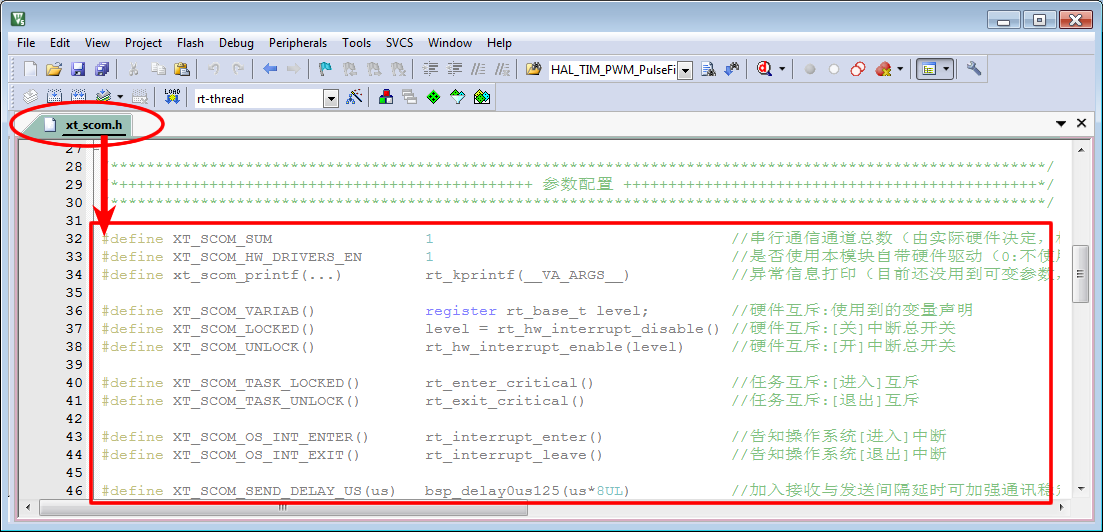 File Edit View Project Flash Debug Peripherals Tools SVCS Window Help
HAL_TIM_PWM_PulseFi
LOAD rt-thread
xt_scom.h
27
28 ********************************************************************************************************/
29 *++++++++++++++++++++++++++++++++++++++++++++++ 参数配置 ++++++++++++++++++++++++++++++++++++++++++++++*/
30 ********************************************************************************************************/
31
32 #define XT_SCOM_SUM 1 //串行通信通道总数（由实际硬件决定,
33 #define XT_SCOM_HW_DRIVERS_EN 1 //是否使用本模块自带硬件驱动（0:不使用
34 #define xt_scom_printf(...) rt_kprintf(__VA_ARGS__) //异常信息打印（目前还没用到可变参数,
35
36 #define XT_SCOM_VARIAB() register rt_base_t level; //硬件互斥:使用到的变量声明
37 #define XT_SCOM_LOCKED() level = rt_hw_interrupt_disable() //硬件互斥:[关]中断总开关
38 #define XT_SCOM_UNLOCK() rt_hw_interrupt_enable(level) //硬件互斥:[开]中断总开关
39
40 #define XT_SCOM_TASK_LOCKED() rt_enter_critical() //任务互斥:[进入]互斥
41 #define XT_SCOM_TASK_UNLOCK() rt_exit_critical() //任务互斥:[退出]互斥
42
43 #define XT_SCOM_OS_INT_ENTER() rt_interrupt_enter() //告知操作系统[进入]中断
44 #define XT_SCOM_OS_INT_EXIT() rt_interrupt_leave() //告知操作系统[退出]中断
45
46 #define XT_SCOM_SEND_DELAY_US(us) bsp_delay0us125(us*8UL) //加入接收与发送间隔延时可加强通讯稳